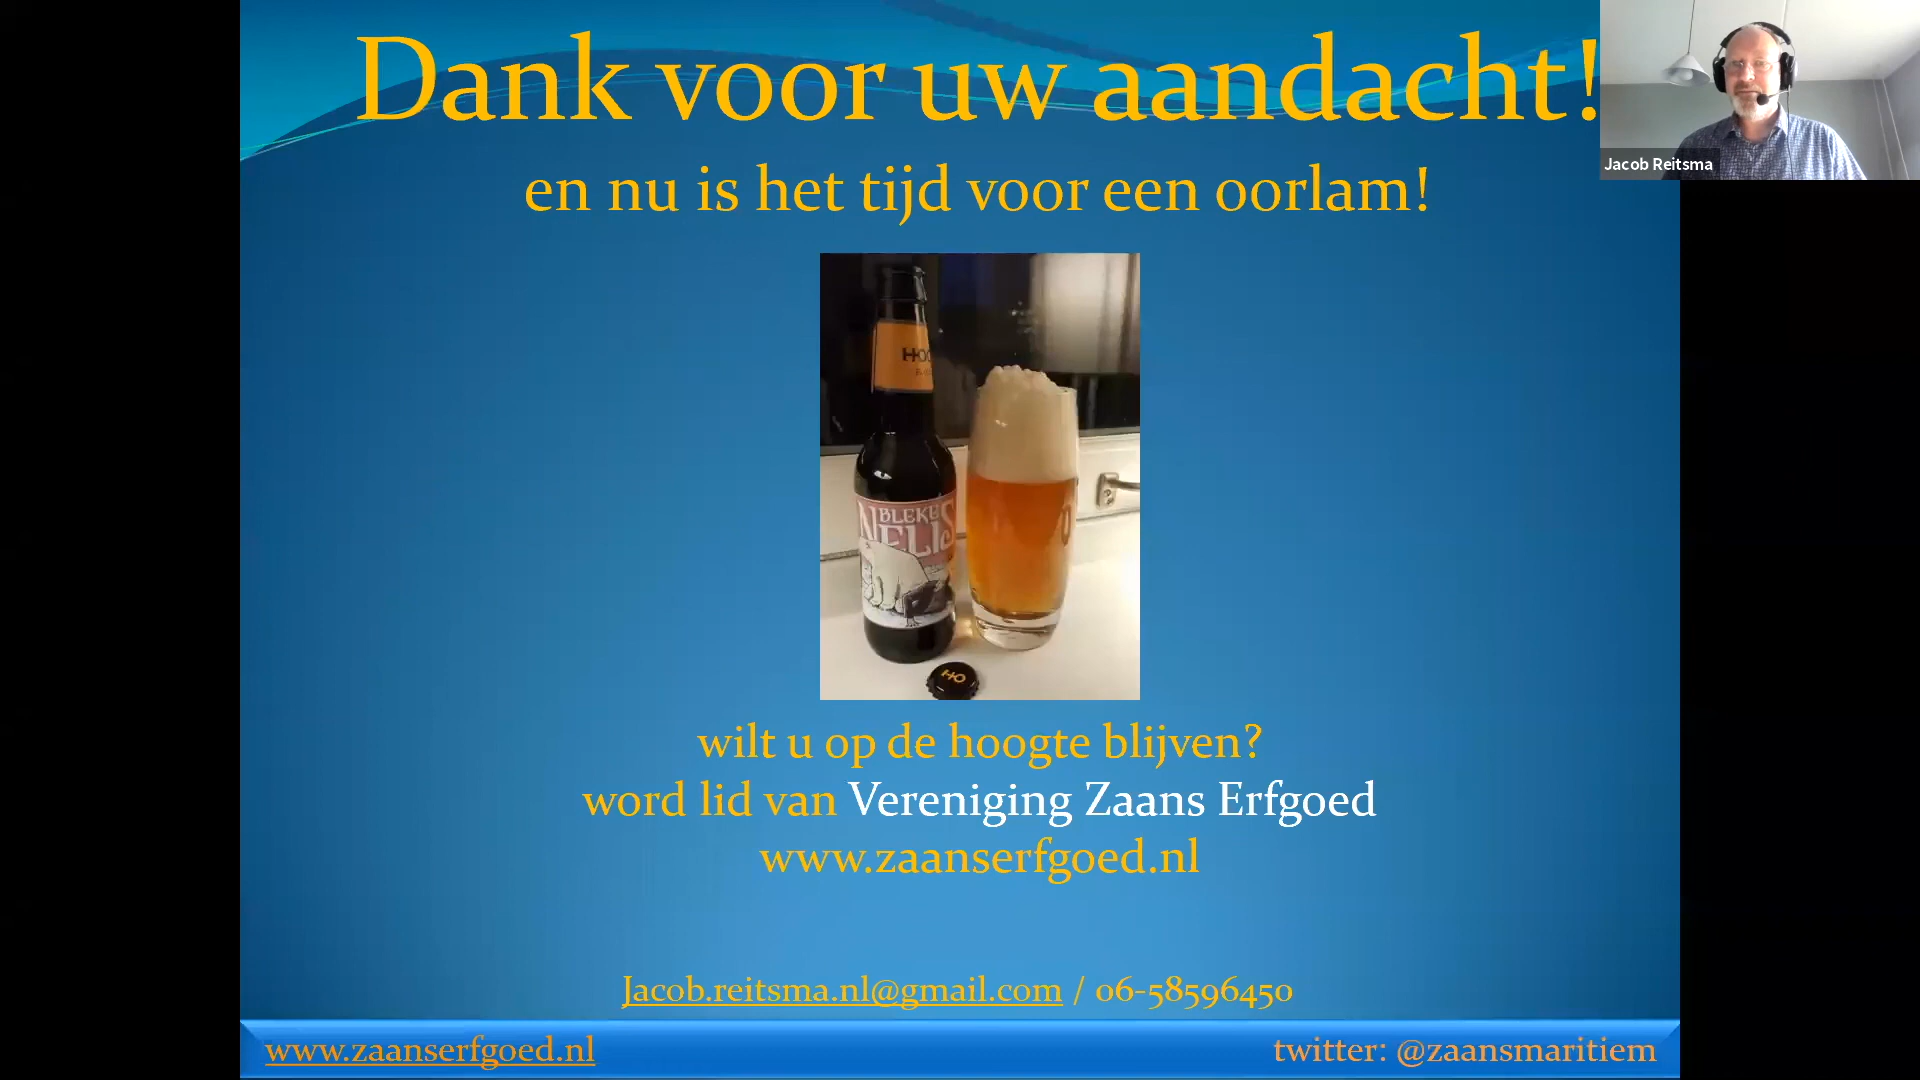 Dank voor uw aandacht!
Jacob Reitsma
en nu is het tijd voor een oorlam!
BLEKE
NELIS
HO
wilt u op de hoogte blijven?
word lid van Vereniging Zaans Erfgoed
www.zaanserfgoed.nl
Jacob.reitsma.nl@gmail.com / 06-58596450
www.zaanserfgoed.nl
twitter: @zaansmaritiem